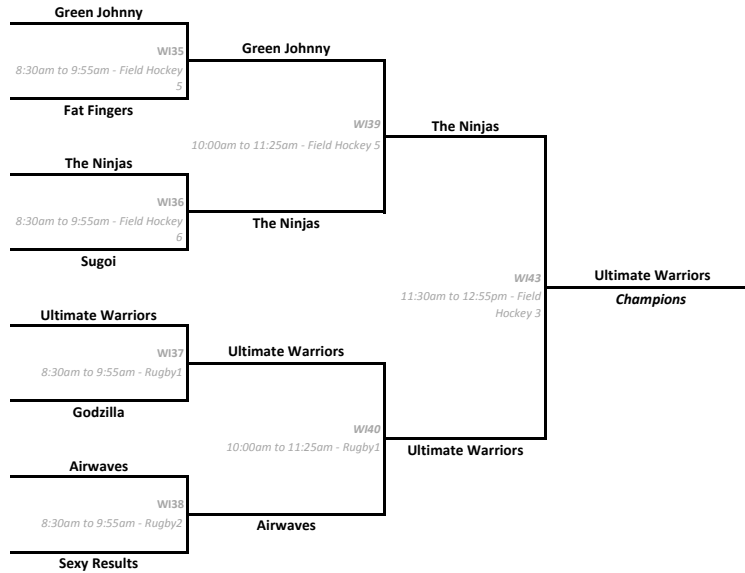 Green Johnny
WI35
8:30am to 9:55am - Field Hockey
5
Fat Fingers
Green Johnny
WI39
10:00am to 11:25am - Field Hockey 5
The Ninjas
The Ninjas
WI36
8:30am to 9:55am - Field Hockey
6
Sugoi
The Ninjas
WI43
11:30am to 12:55pm - Field
Hockey 3
Ultimate Warriors
Champions
Ultimate Warriors
WI37
8:30am to 9:55am - Rugby1
Godzilla
Ultimate Warriors
WI40
10:00am to 11:25am - Rugby1
Ultimate Warriors
Airwaves
WI38
8:30am to 9:55am - Rugby2
Sexy Results
Airwaves